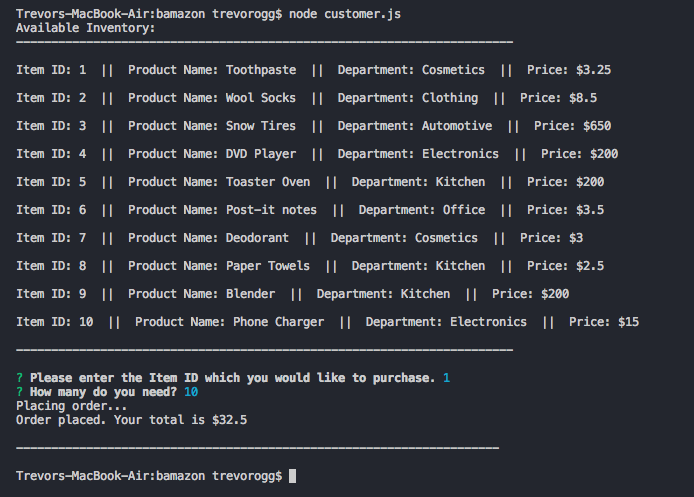 Trevors-MacBook-Air:bamazon trevorogg$ node customer.js
Available Inventory:
-----------------------------------------------------------------------
Item ID: 1  ||  Product Name: Toothpaste  ||  Department: Cosmetics  ||  Price: $3.25
Item ID: 2  ||  Product Name: Wool Socks  ||  Department: Clothing  ||  Price: $8.5
Item ID: 3  ||  Product Name: Snow Tires  ||  Department: Automotive  ||  Price: $650
Item ID: 4  ||  Product Name: DVD Player  ||  Department: Electronics  ||  Price: $200
Item ID: 5  ||  Product Name: Toaster Oven  ||  Department: Kitchen  ||  Price: $200
Item ID: 6  ||  Product Name: Post-it notes  ||  Department: Office  ||  Price: $3.5
Item ID: 7  ||  Product Name: Deodorant  ||  Department: Cosmetics  ||  Price: $3
Item ID: 8  ||  Product Name: Paper Towels  ||  Department: Kitchen  ||  Price: $2.5
Item ID: 9  ||  Product Name: Blender  ||  Department: Kitchen  ||  Price: $200
Item ID: 10  ||  Product Name: Phone Charger  ||  Department: Electronics  ||  Price: $15
-----------------------------------------------------------------------
? Please enter the Item ID which you would like to purchase. 1
? How many do you need? 10
Placing order...
Order placed. Your total is $32.5
---------------------------------------------------------------------
Trevors-MacBook-Air:bamazon trevorogg$